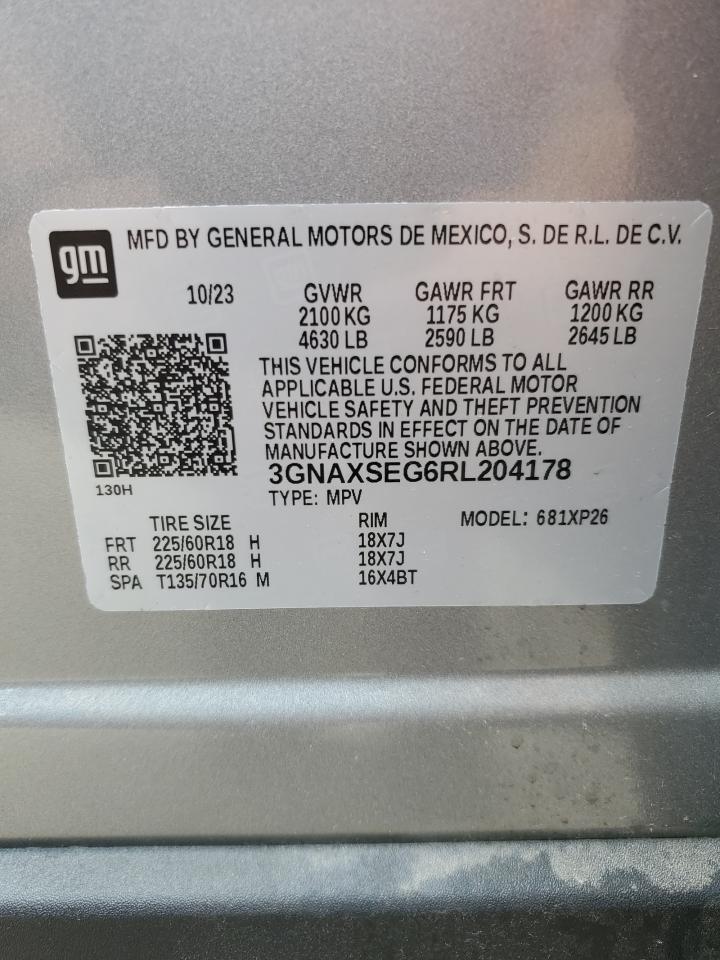 gm
MFD BY GENERAL MOTORS DE MEXICO, S. DE R.L. DE C.V.
10/23 GVWR GAWR FRT GAWR RR
2100 KG 1175 KG 1200 KG
4630 LB 2590 LB 2645 LB
THIS VEHICLE CONFORMS TO ALL
APPLICABLE U.S. FEDERAL MOTOR
VEHICLE SAFETY AND THEFT PREVENTION
STANDARDS IN EFFECT ON THE DATE OF
MANUFACTURE SHOWN ABOVE.
3GNAXSEG6RL204178
130H
TYPE: MPV
TIRE SIZE RIM MODEL: 681XP26
FRT 225/60R18 H 18X7J
RR 225/60R18 H 18X7J
SPA T135/70R16 M 16X4BT